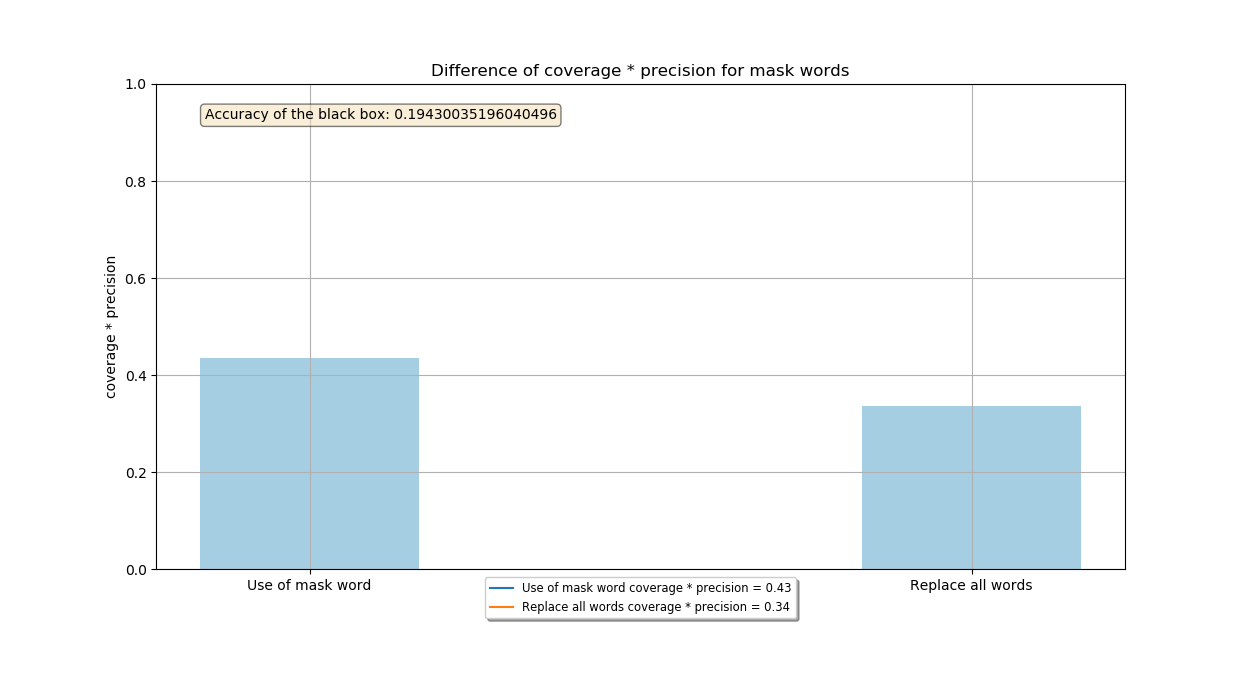 Difference of coverage * precision for mask words
1.0
Accuracy of the black box: 0.19430035196040496
0.8
0.6
coverage * precision
0.4
0.2
0.0
Use of mask word
Replace all words
Use of mask word coverage * precision = 0.43
Replace all words coverage * precision = 0.34